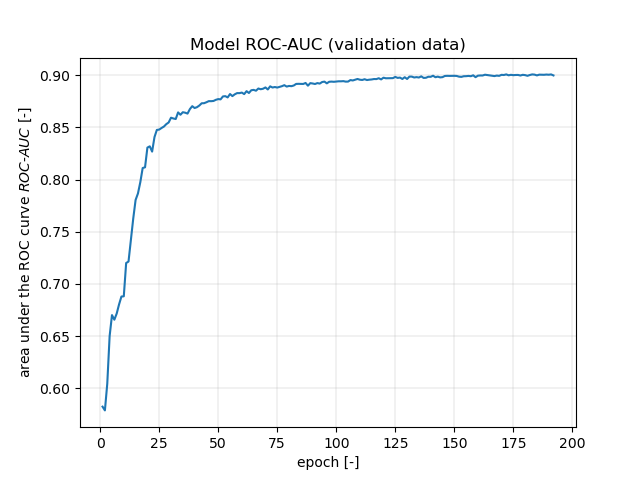 Model ROC-AUC (validation data)
0.90
0.85
0.80
0.75
0.70
0.65
0.60
area under the ROC curve ROC-AUC [-]
0 25 50 75 100 125 150 175 200
epoch [-]